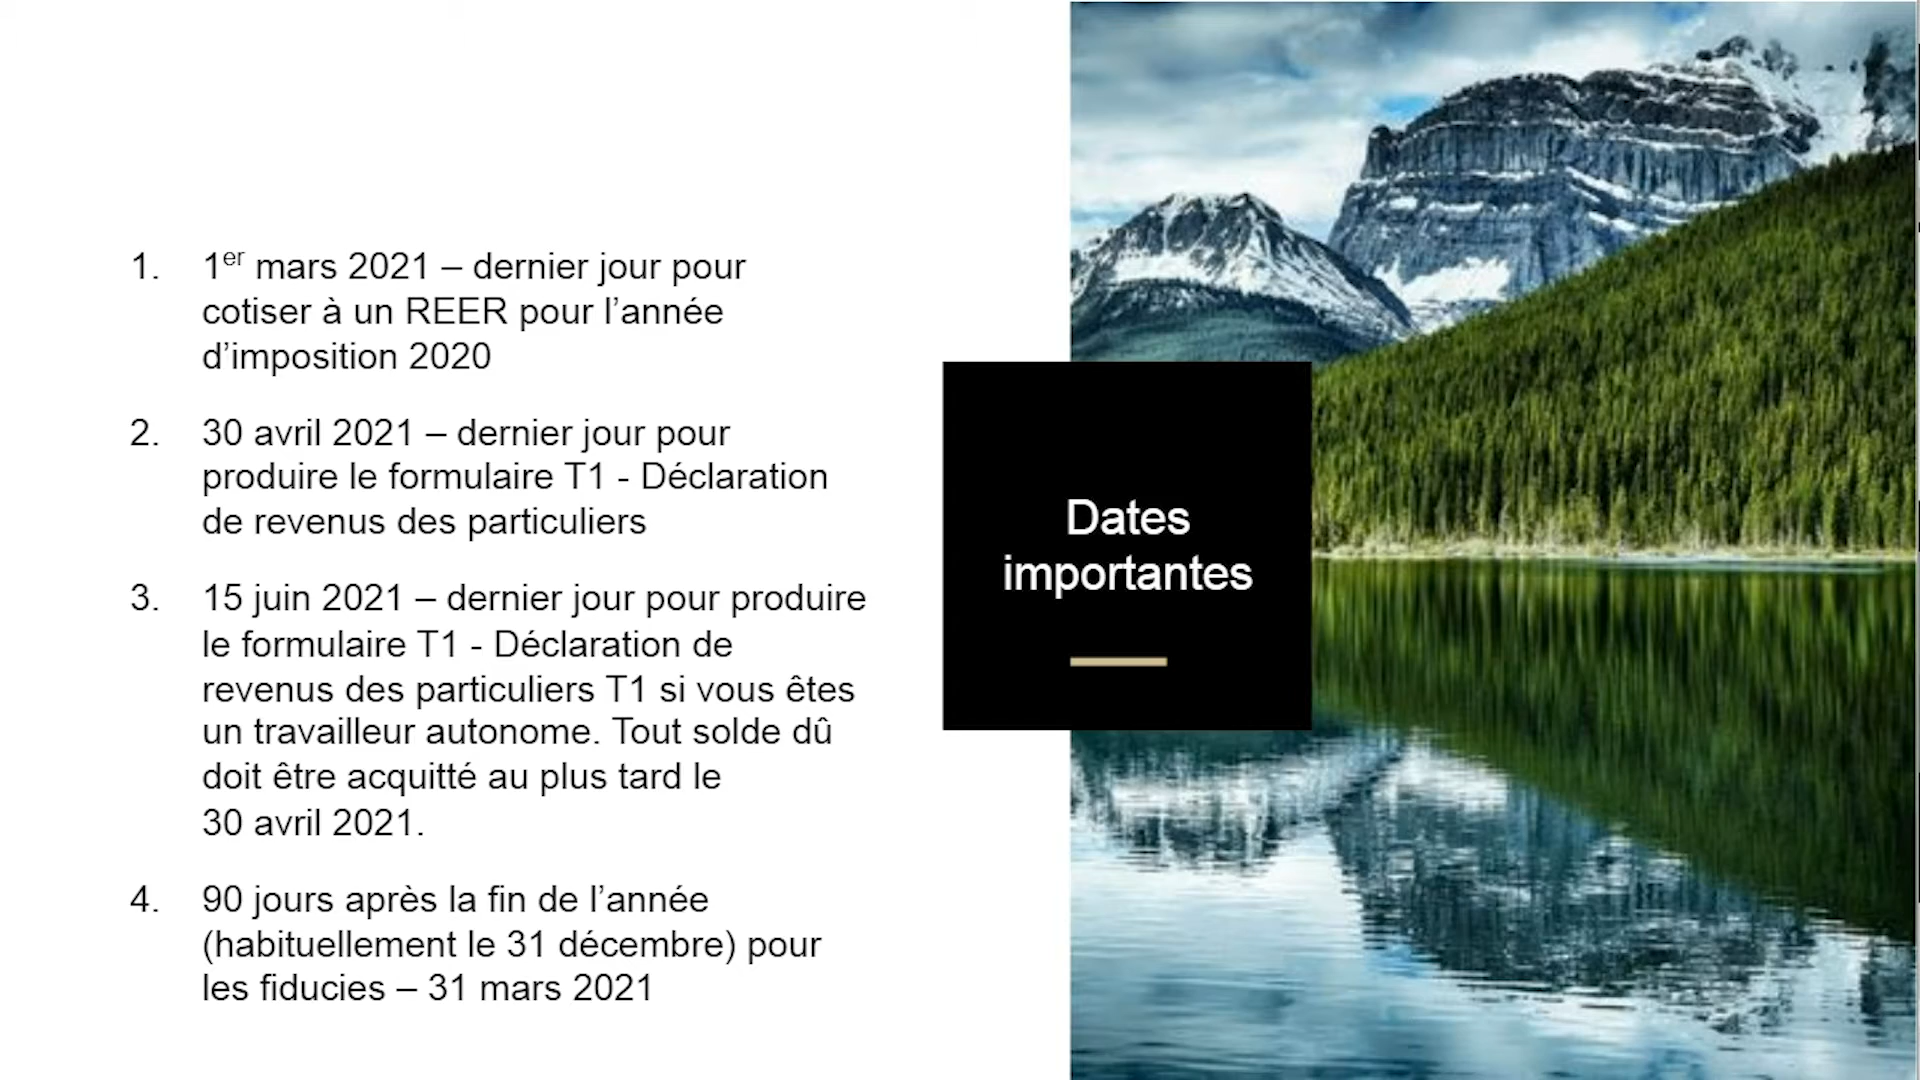 1. 1er mars 2021 – dernier jour pour
cotiser à un REER pour l’année
d’imposition 2020
2. 30 avril 2021 – dernier jour pour
produire le formulaire T1 - Déclaration
de revenus des particuliers
3. 15 juin 2021 – dernier jour pour produire
le formulaire T1 - Déclaration de
revenus des particuliers T1 si vous êtes
un travailleur autonome. Tout solde dû
doit être acquitté au plus tard le
30 avril 2021.
4. 90 jours après la fin de l’année
(habituellement le 31 décembre) pour
les fiducies – 31 mars 2021
Dates
importantes